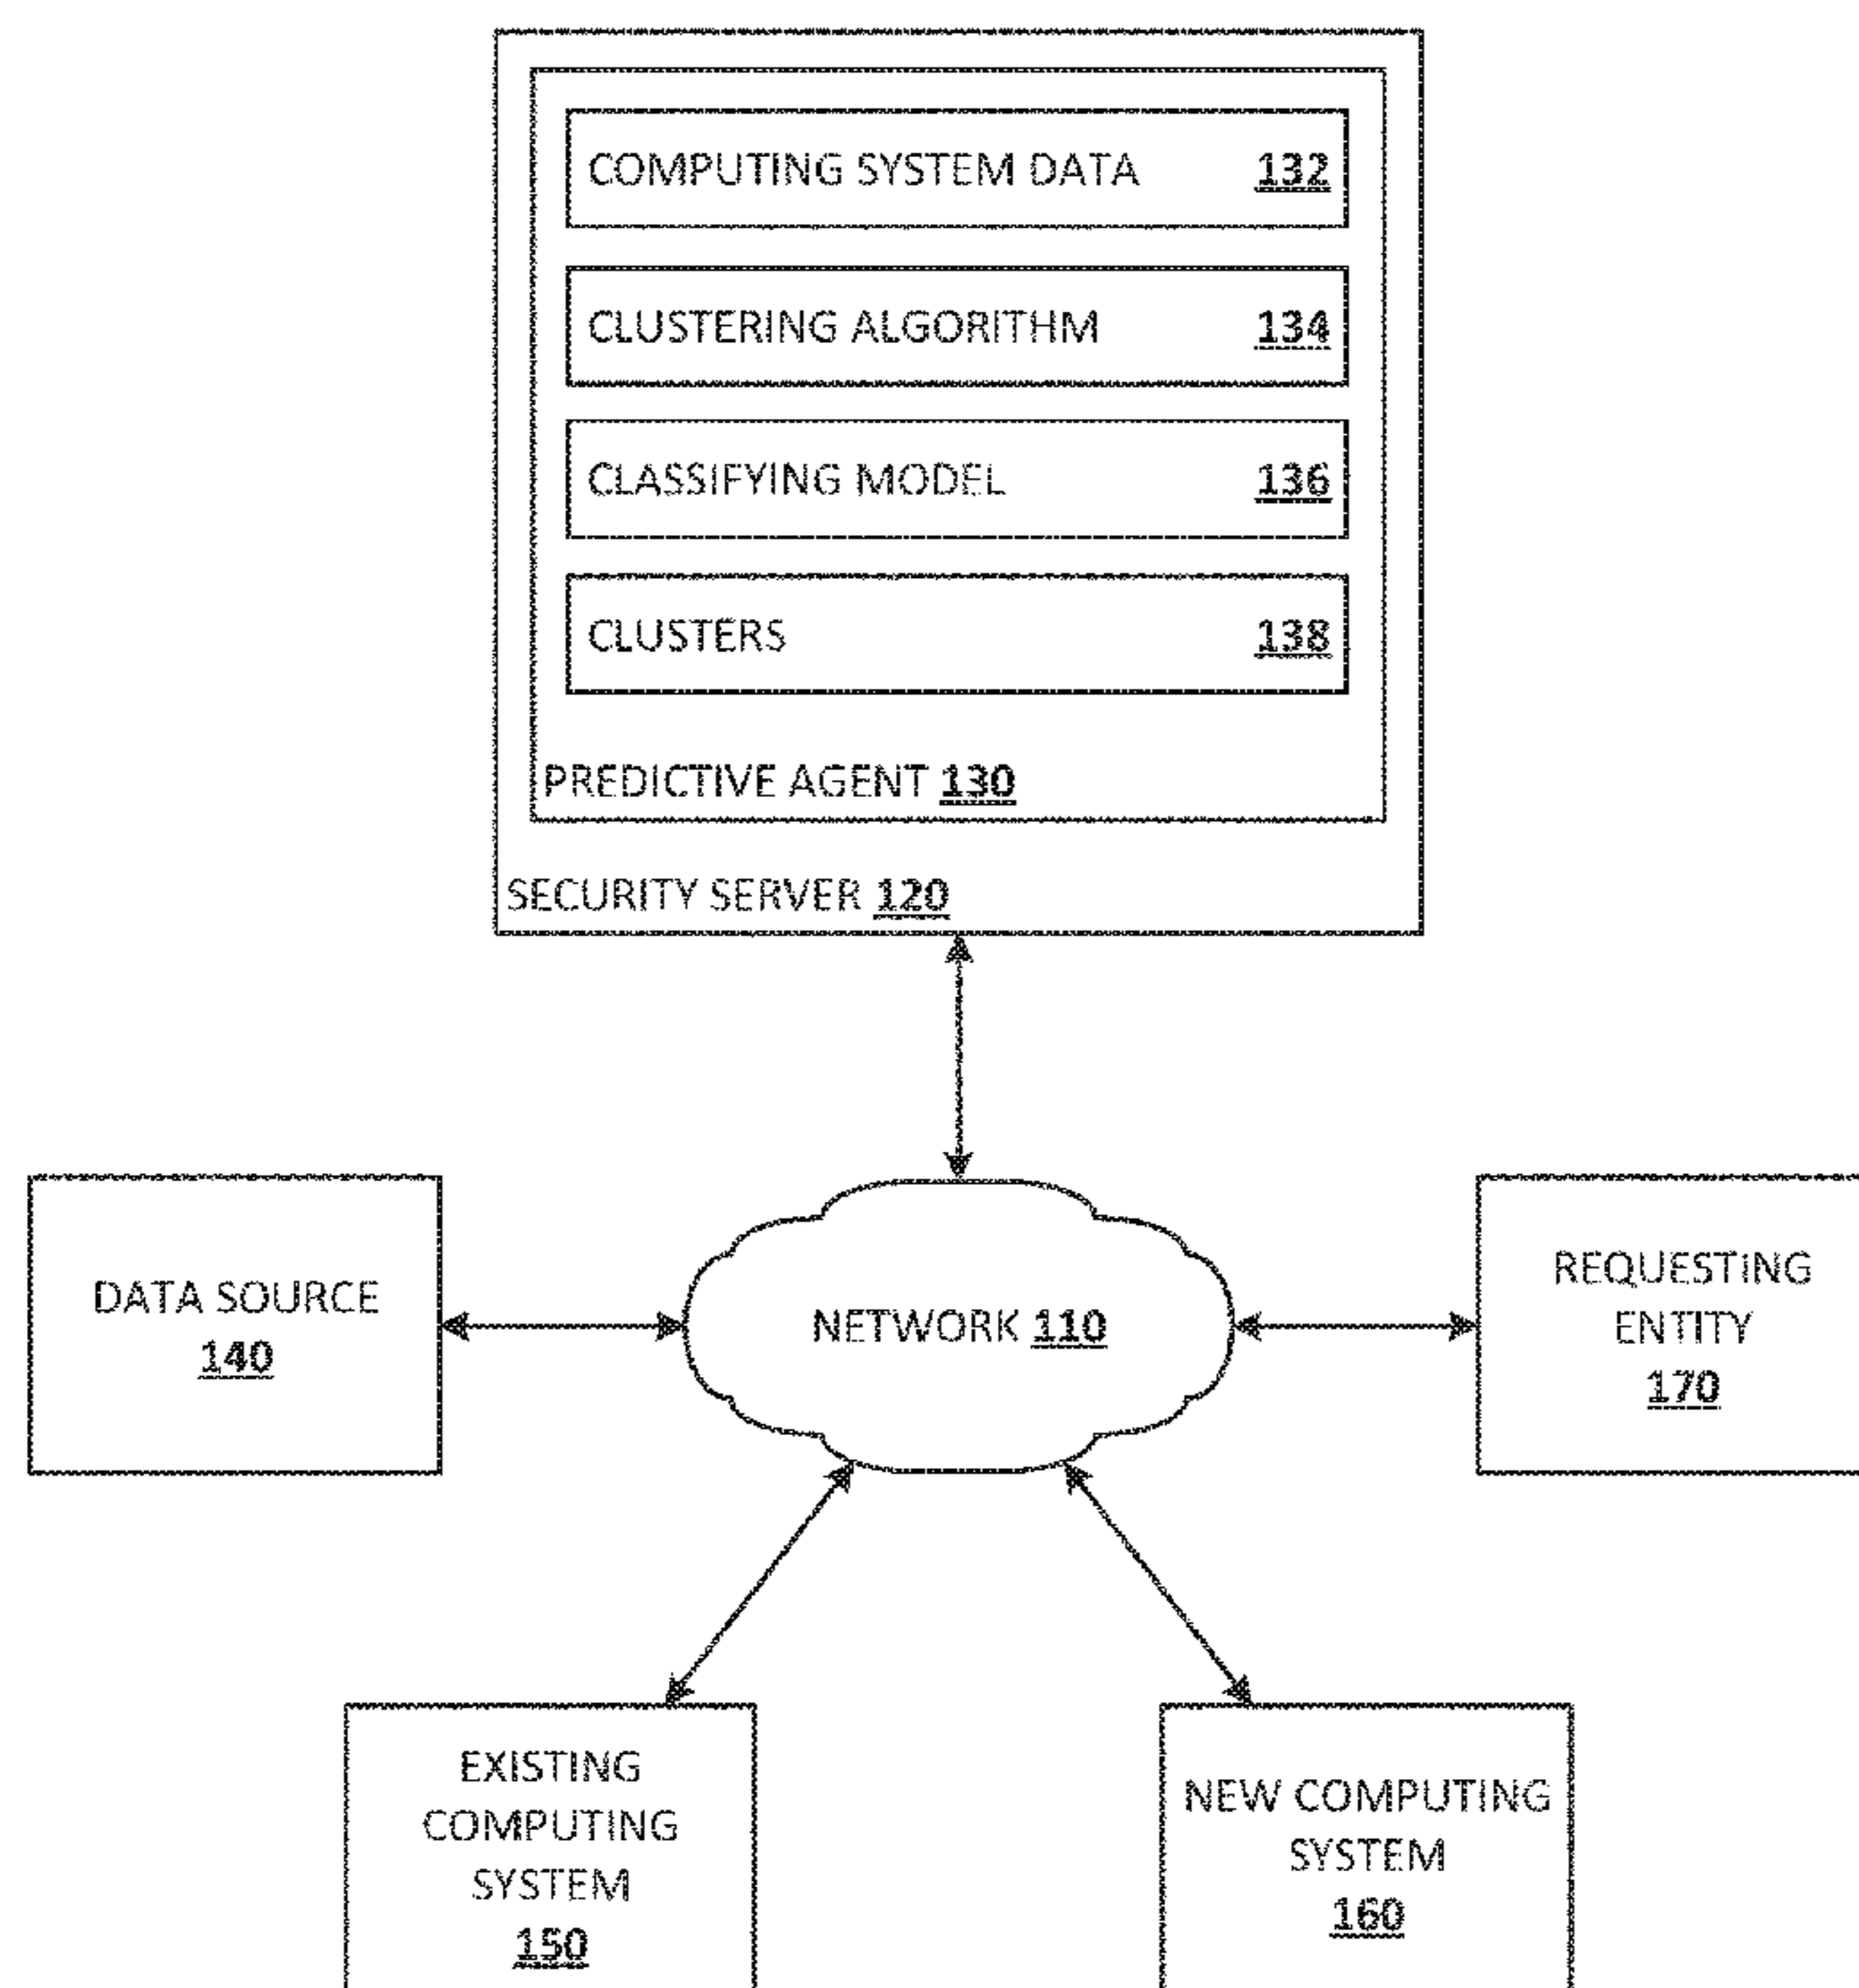 COMPUTING SYSTEM DATA 132
CLUSTERING ALGORITHM 134
CLASSIFYING MODEL 136
CLUSTERS 138
PREDICTIVE AGENT 130
SECURITY SERVER 120
DATA SOURCE
140
NETWORK 110
REQUESTING
ENTITY
170
EXISTING
COMPUTING
SYSTEM
150
NEW COMPUTING
SYSTEM
160